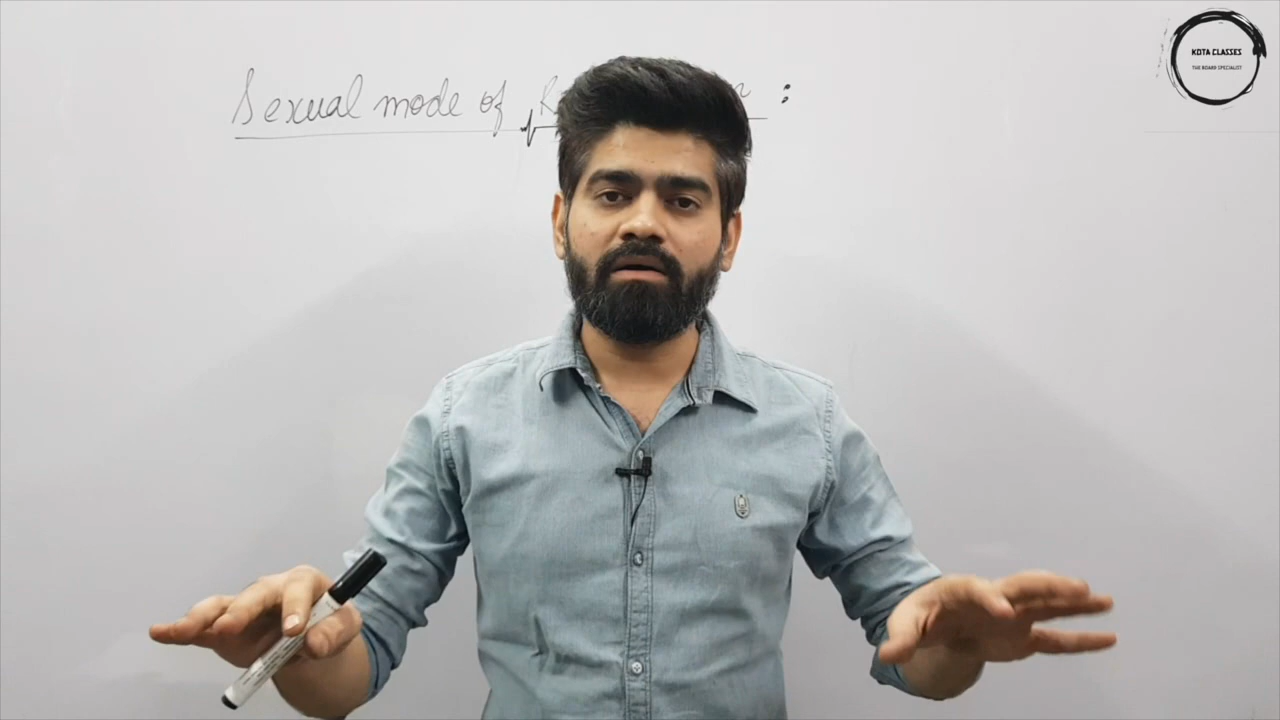 Sexual mode of :
KOTA CLASSES
THE BOARD SPECIALIST